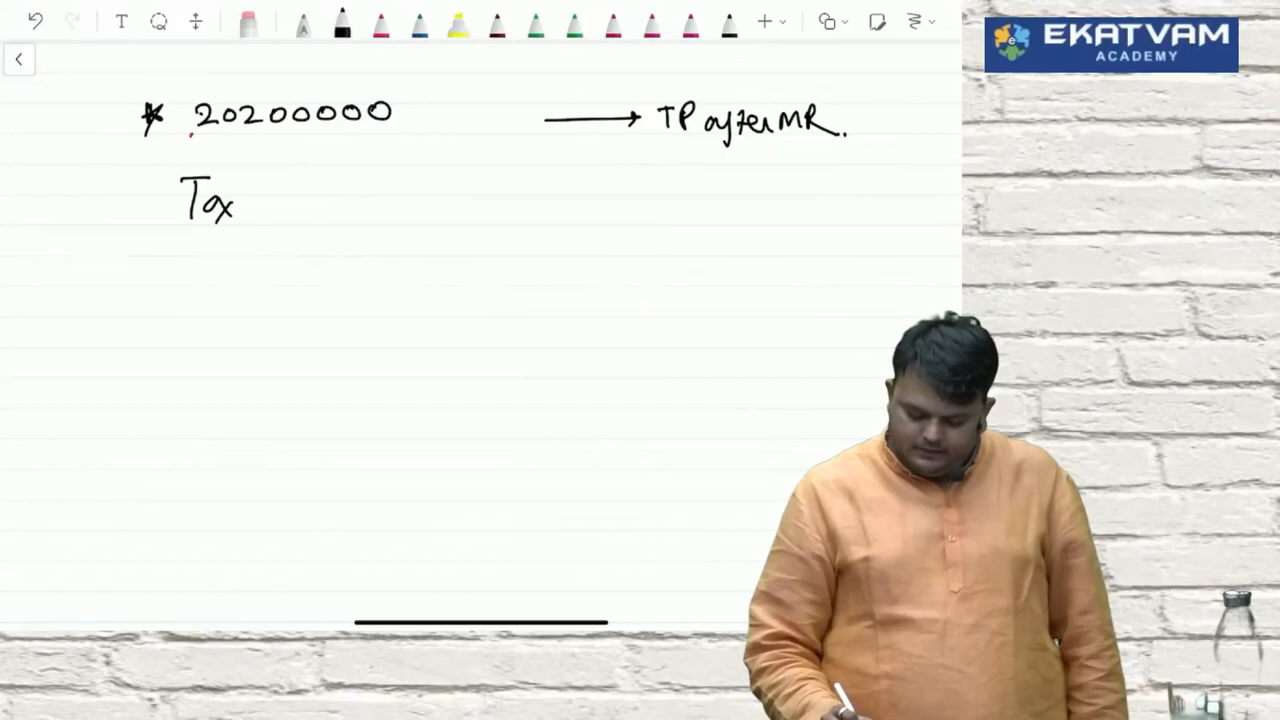 EKATVAM
ACADEMY
* 20200000 → TP after MR.
Tax